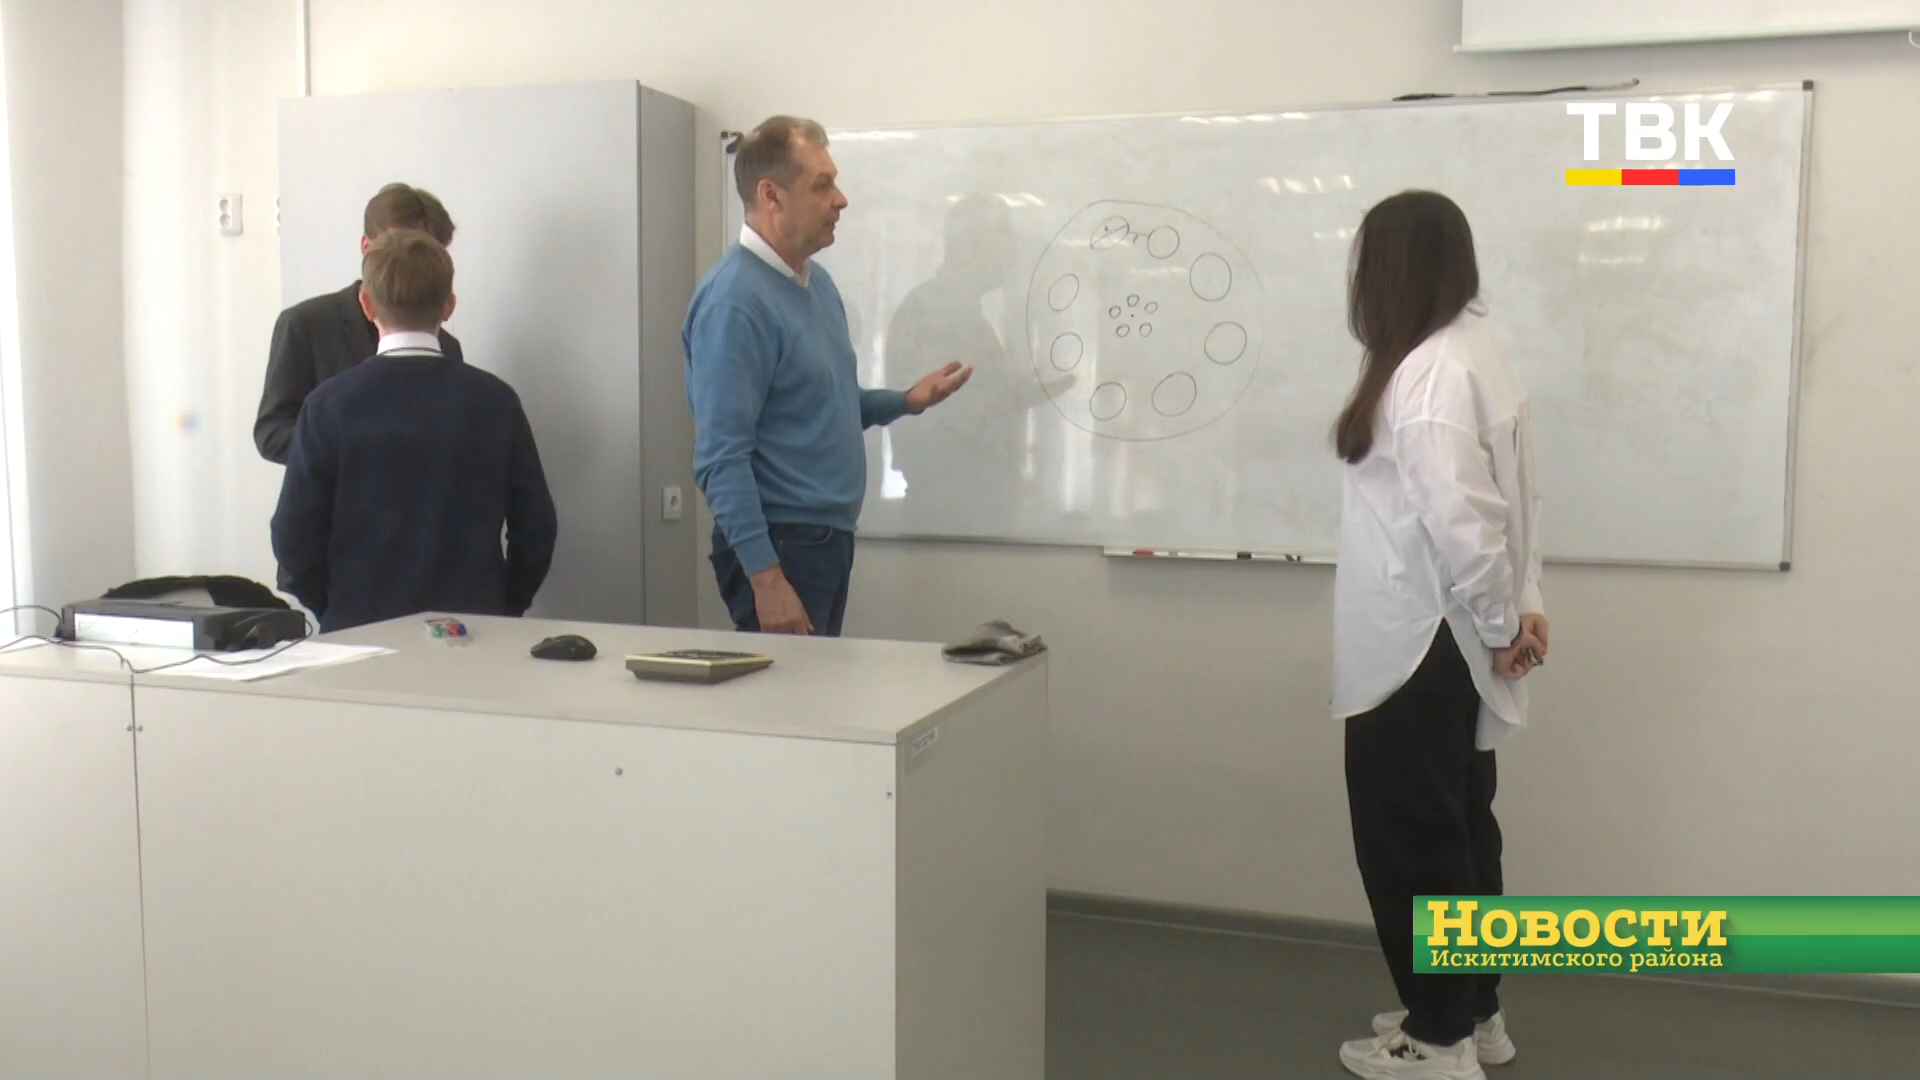 ТВК
Новости
Искитимского района